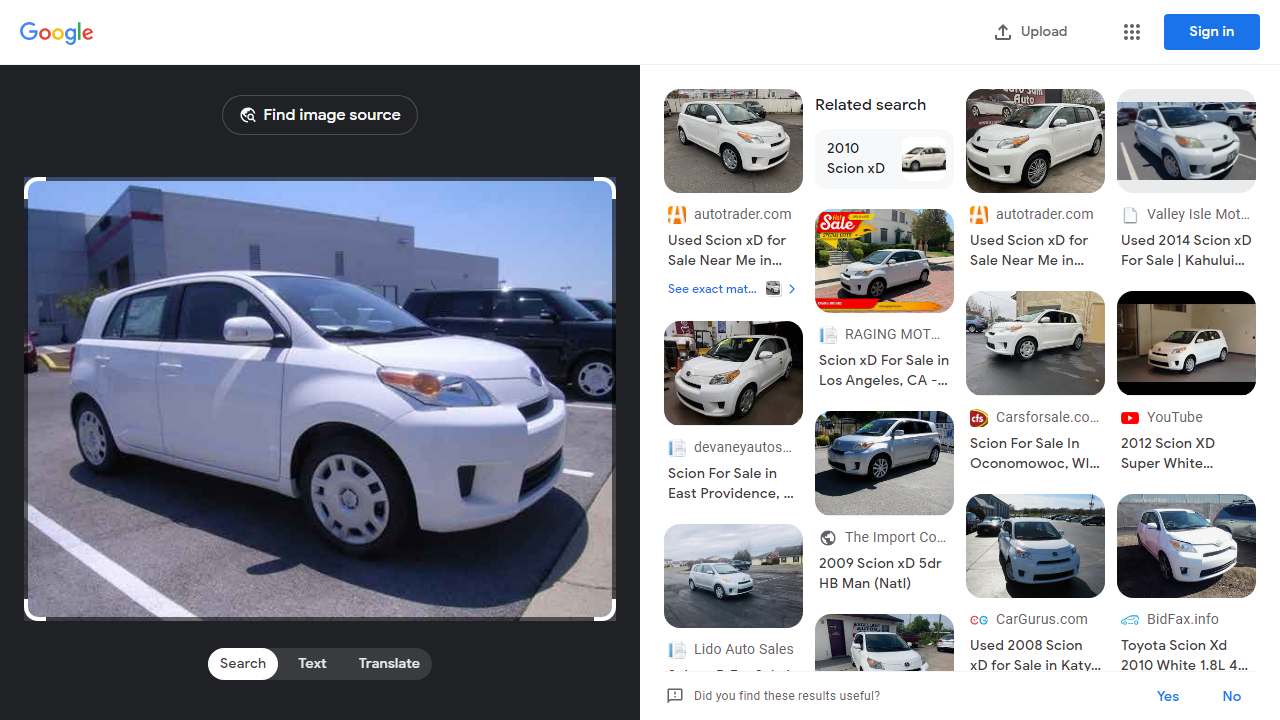 Google
Upload
Sign in
Find image source
Search
Text
Translate
autotrader.com
Used Scion xD for
Sale Near Me in...
See exact mat...
devaneyautos...
Scion For Sale in
East Providence, ...
Lido Auto Sales
Related search
2010
Scion xD
Sale
RAGING MOT...
Scion xD For Sale in
Los Angeles, CA -...
The Import Co...
2009 Scion xD 5dr
HB Man (Natl)
autotrader.com
Used Scion xD for
Sale Near Me in...
cfs
Carsforsale.co...
Scion For Sale In
Oconomowoc, WI...
CarGurus.com
Used 2008 Scion
xD for Sale in Katy...
Valley Isle Mot...
Used 2014 Scion xD
For Sale | Kahului...
YouTube
2012 Scion XD
Super White...
BidFax.info
Toyota Scion Xd
2010 White 1.8L 4...
Did you find these results useful?
Yes
No